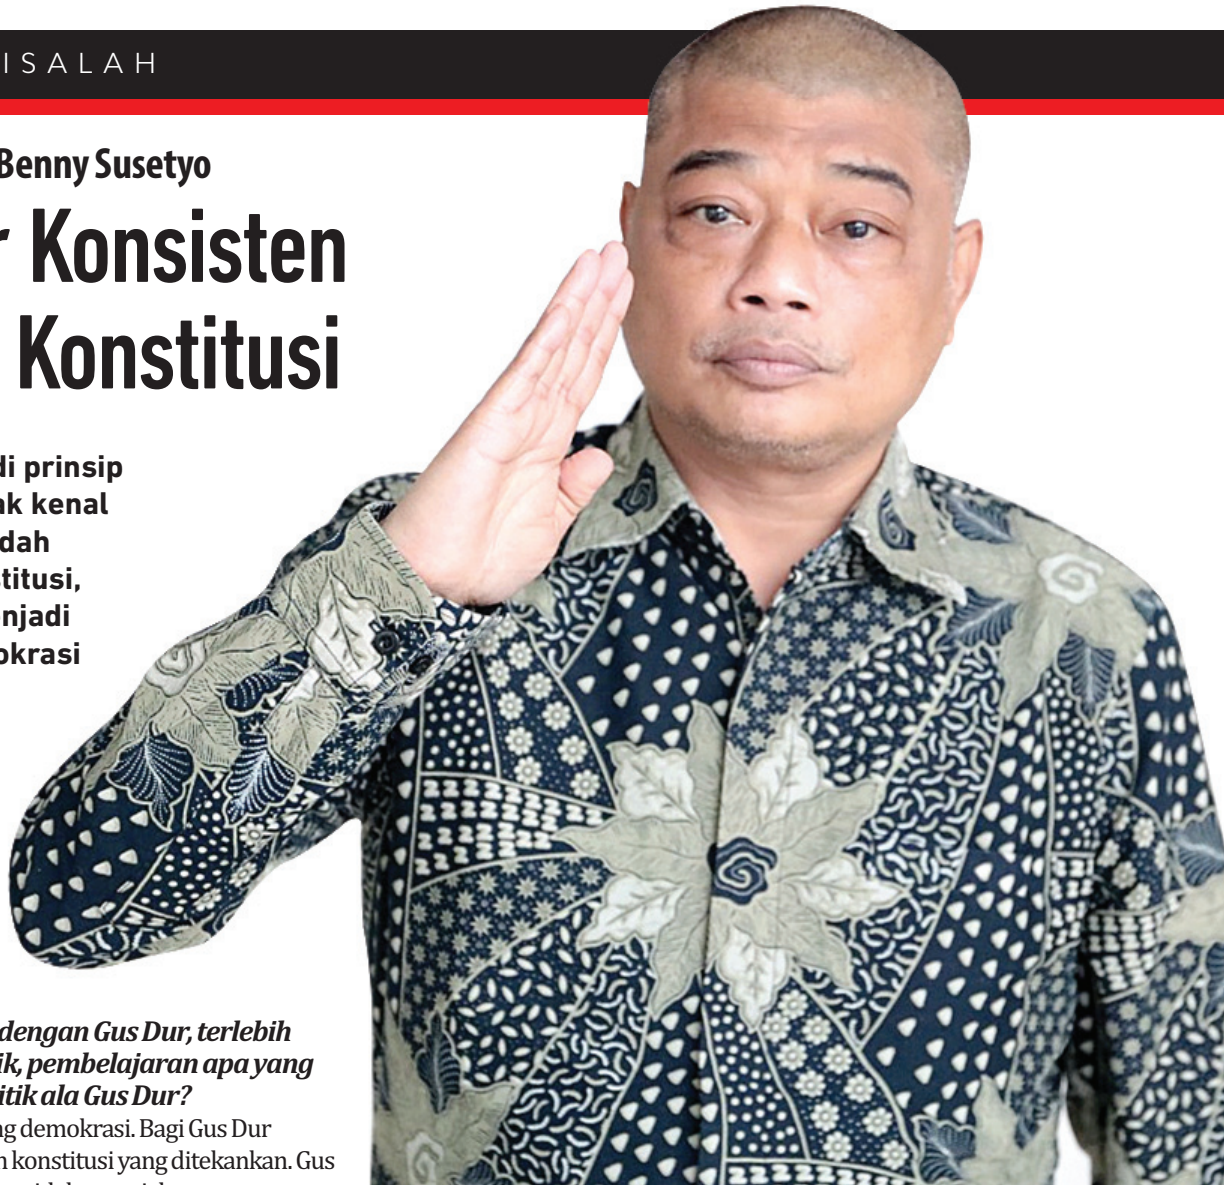 ISALAH
Benny Susetyo
r Konsisten
Konstitusi
di prinsip
ak kenal
dah
titusi,
njadi
okrasi
dengan Gus Dur, terlebih
ik, pembelajaran apa yang
itik ala Gus Dur?
ng demokrasi. Bagi Gus Dur
n konstitusi yang ditekankan. Gus